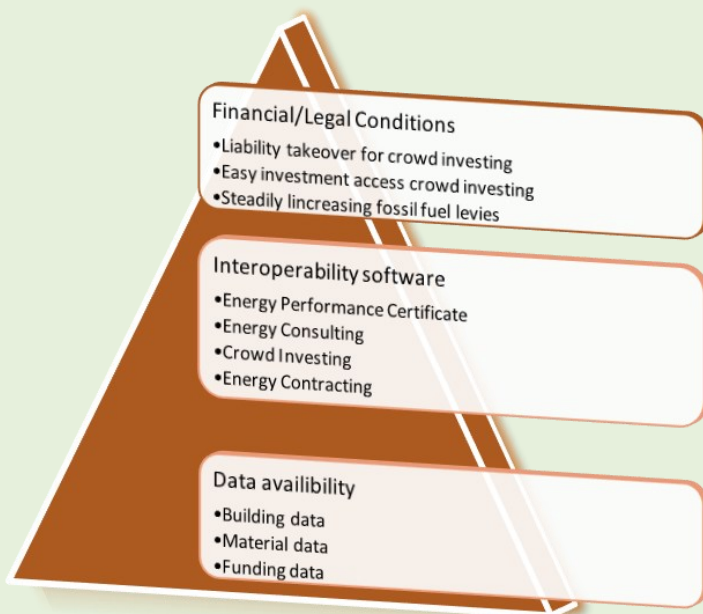 Financial/Legal Conditions
•Liability takeover for crowd investing
•Easy investment access crowd investing
•Steadily lincreasing fossil fuel levies
Interoperability software
•Energy Performance Certificate
•Energy Consulting
•Crowd Investing
•Energy Contracting
Data availibility
•Building data
•Material data
•Funding data